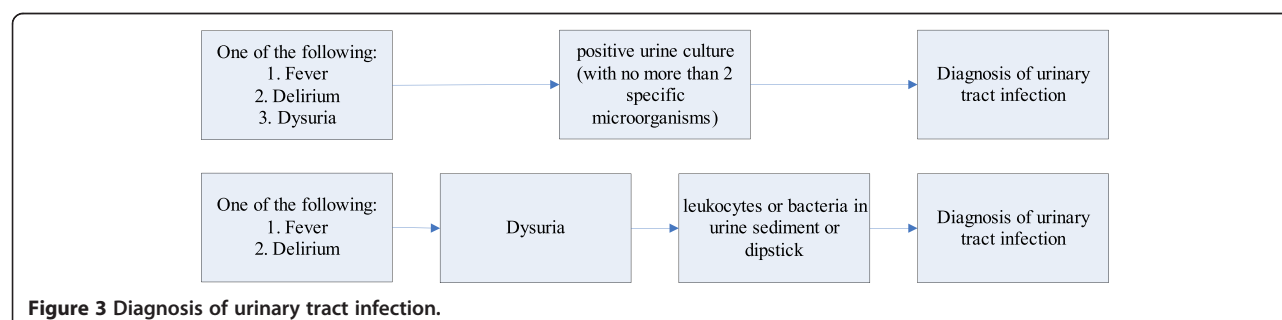 One of the following:
1. Fever
2. Delirium
3. Dysuria
positive urine culture
(with no more than 2
specific
microorganisms)
Diagnosis of urinary
tract infection
One of the following:
1. Fever
2. Delirium
Dysuria
leukocytes or bacteria in
urine sediment or
dipstick
Diagnosis of urinary
tract infection
Figure 3 Diagnosis of urinary tract infection.